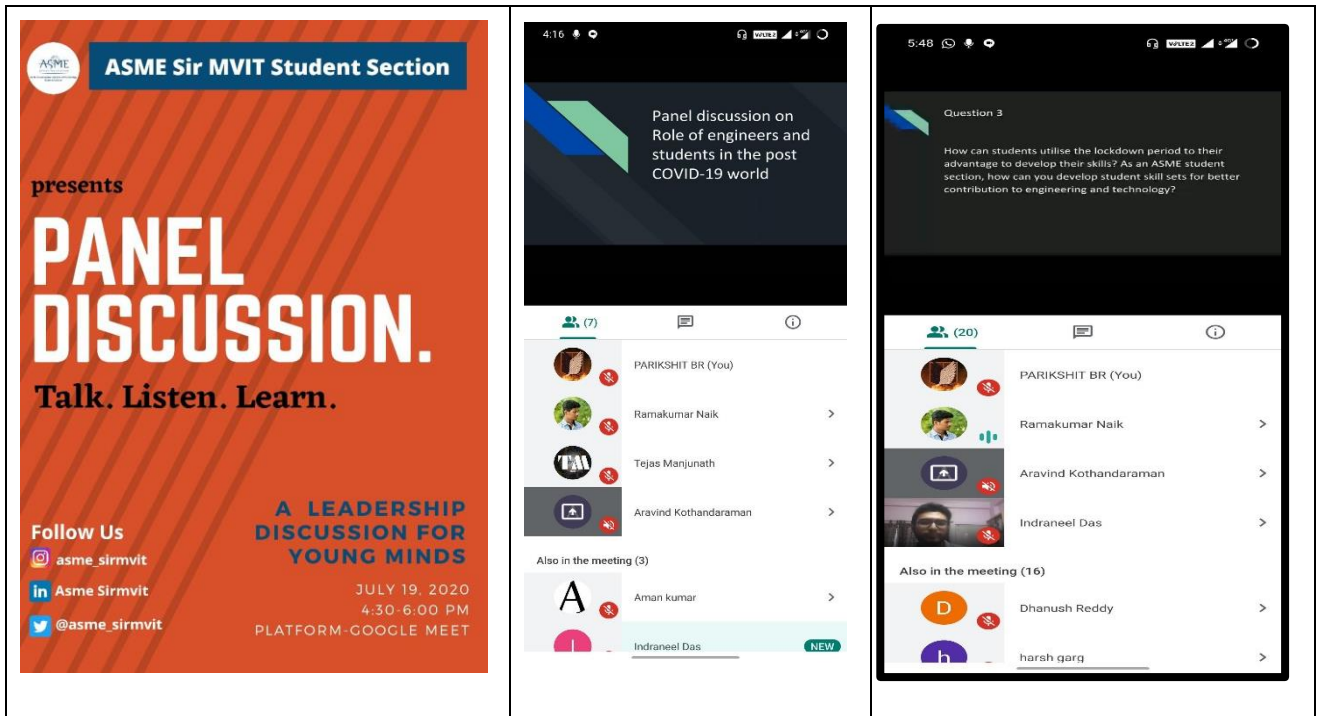 ASME
ASME Sir MVIT Student Section
presents
PANEL
DISCUSSION.
Talk. Listen. Learn.
A LEADERSHIP
DISCUSSION FOR
YOUNG MINDS
Follow Us
asme_sirmvit
in Asme Sirmvit
@asme_sirmvit
JULY 19, 2020
4:30-6:00 PM
PLATFORM-GOOGLE MEET
4:16
Panel discussion on
Role of engineers and
students in the post
COVID-19 world
(7)
PARIKSHIT BR (You)
Ramakumar Naik
TM Tejas Manjunath
Aravind Kothandaraman
Also in the meeting (3)
A Aman kumar
I Indraneel Das NEW
5:48
Question 3
How can students utilise the lockdown period to their
advantage to develop their skills? As an ASME student
section, how can you develop student skill sets for better
contribution to engineering and technology?
(20)
PARIKSHIT BR (You)
Ramakumar Naik
Aravind Kothandaraman
Indraneel Das
Also in the meeting (16)
D Dhanush Reddy
h harsh garg